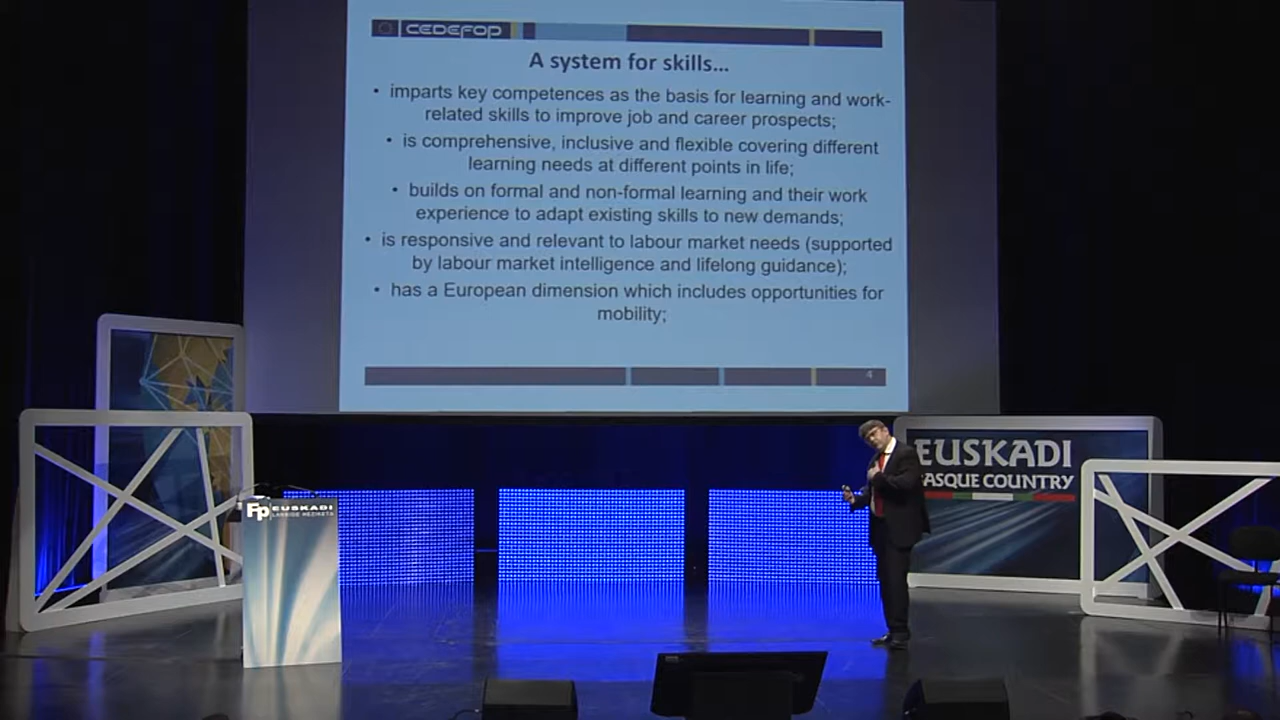 CEDEFOP
A system for skills...
• imparts key competences as the basis for learning and work-
related skills to improve job and career prospects;
• is comprehensive, inclusive and flexible covering different
learning needs at different points in life;
• builds on formal and non-formal learning and their work
experience to adapt existing skills to new demands;
• is responsive and relevant to labour market needs (supported
by labour market intelligence and lifelong guidance);
• has a European dimension which includes opportunities for
mobility;
4
EUSKADI
ASQUE COUNTRY
Fp EUSKADI
LANBIDE HEZIKETA